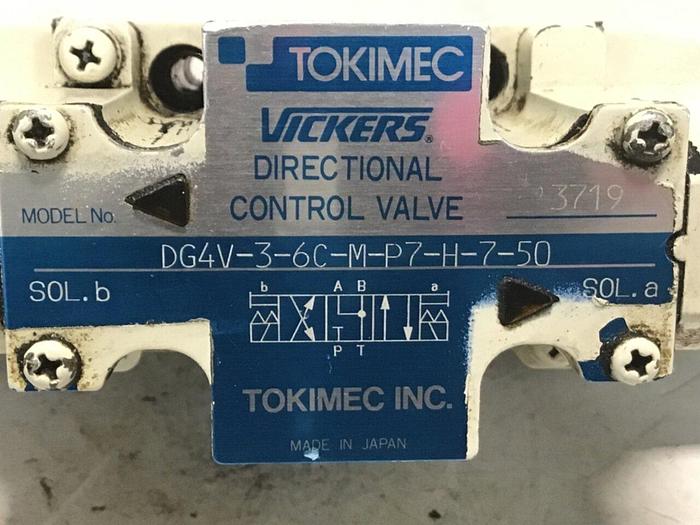 TOKIMEC
VICKERS®
DIRECTIONAL
CONTROL VALVE
3719
MODEL No.
DG4V-3-6C-M-P7-H-7-50
SOL.b
SOL.a
b A B a
T
P T
TOKIMEC INC.
MADE IN JAPAN